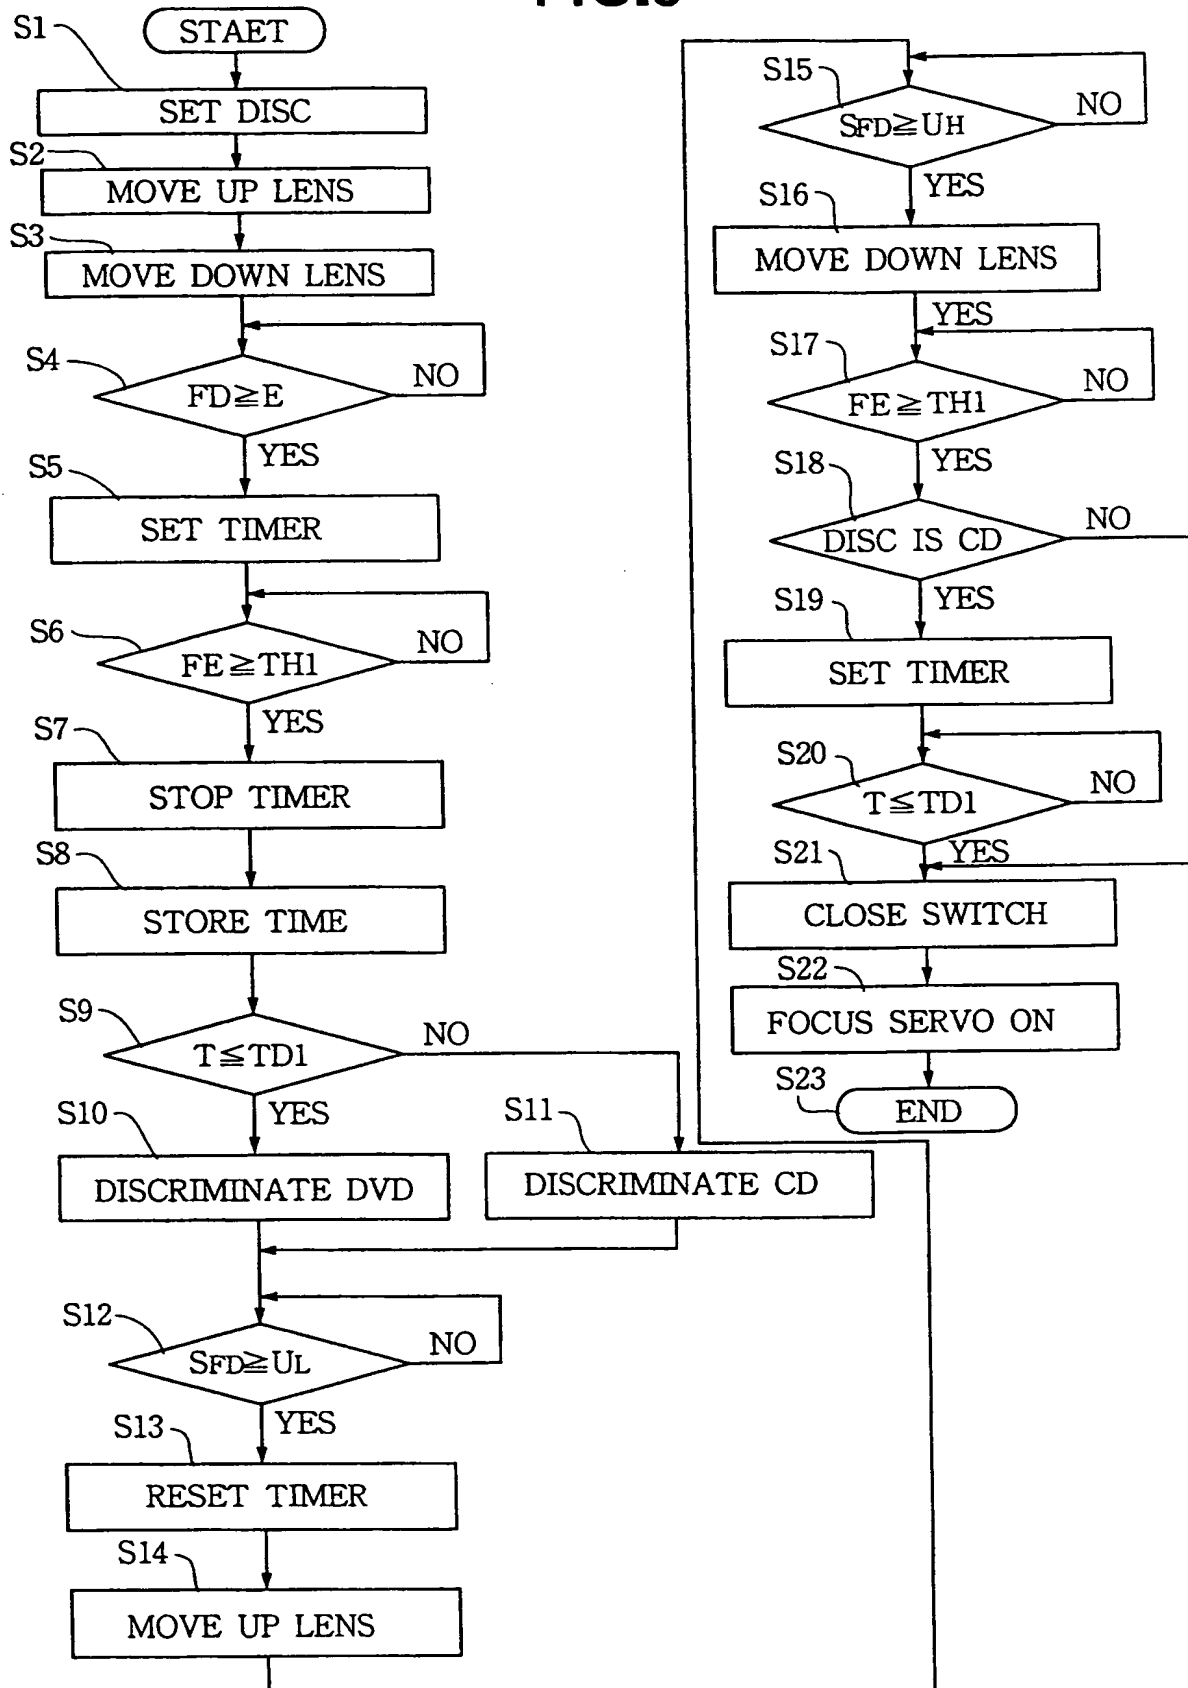 S1
STAET
SET DISC
S2
MOVE UP LENS
S3
MOVE DOWN LENS
S4
FD≧E
NO
YES
S5
SET TIMER
S6
FE≧TH1
NO
YES
S7
STOP TIMER
S8
STORE TIME
S9
T≦TD1
NO
YES
S10
DISCRIMINATE DVD
S11
DISCRIMINATE CD
S12
SFD≧UL
NO
YES
S13
RESET TIMER
S14
MOVE UP LENS
S15
SFD≧UH
NO
YES
S16
MOVE DOWN LENS
YES
S17
FE≧TH1
NO
YES
S18
DISC IS CD
NO
YES
S19
SET TIMER
S20
T≦TD1
NO
YES
S21
CLOSE SWITCH
S22
FOCUS SERVO ON
S23
END